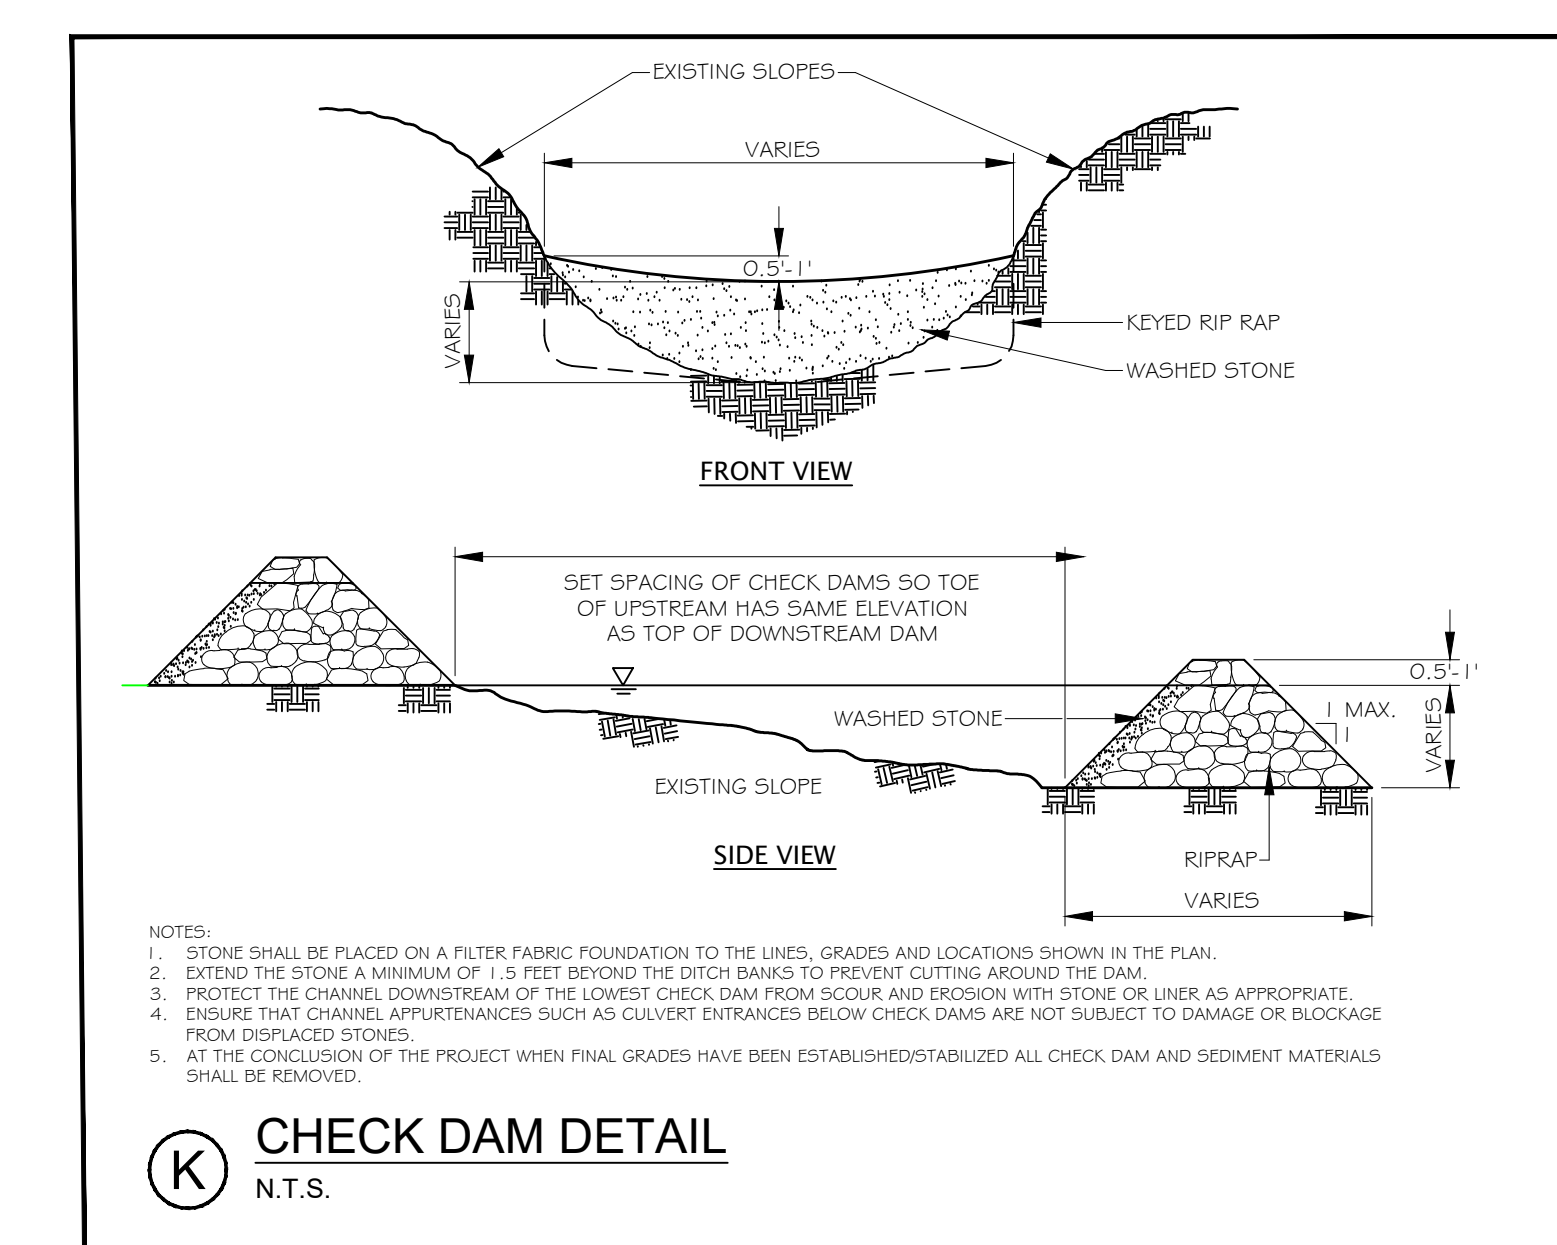 EXISTING SLOPES
VARIES
0.5'-1'
VARIES
KEYED RIP RAP
WASHED STONE
FRONT VIEW
SET SPACING OF CHECK DAMS SO TOE
OF UPSTREAM HAS SAME ELEVATION
AS TOP OF DOWNSTREAM DAM
0.5'-1'
WASHED STONE
1 MAX.
1
VARIES
EXISTING SLOPE
SIDE VIEW
RIPRAP
VARIES
NOTES:
1. STONE SHALL BE PLACED ON A FILTER FABRIC FOUNDATION TO THE LINES, GRADES AND LOCATIONS SHOWN IN THE PLAN.
2. EXTEND THE STONE A MINIMUM OF 1.5 FEET BEYOND THE DITCH BANKS TO PREVENT CUTTING AROUND THE DAM.
3. PROTECT THE CHANNEL DOWNSTREAM OF THE LOWEST CHECK DAM FROM SCOUR AND EROSION WITH STONE OR LINER AS APPROPRIATE.
4. ENSURE THAT CHANNEL APPURTENANCES SUCH AS CULVERT ENTRANCES BELOW CHECK DAMS ARE NOT SUBJECT TO DAMAGE OR BLOCKAGE
FROM DISPLACED STONES.
5. AT THE CONCLUSION OF THE PROJECT WHEN FINAL GRADES HAVE BEEN ESTABLISHED/STABILIZED ALL CHECK DAM AND SEDIMENT MATERIALS
SHALL BE REMOVED.
K
CHECK DAM DETAIL
N.T.S.